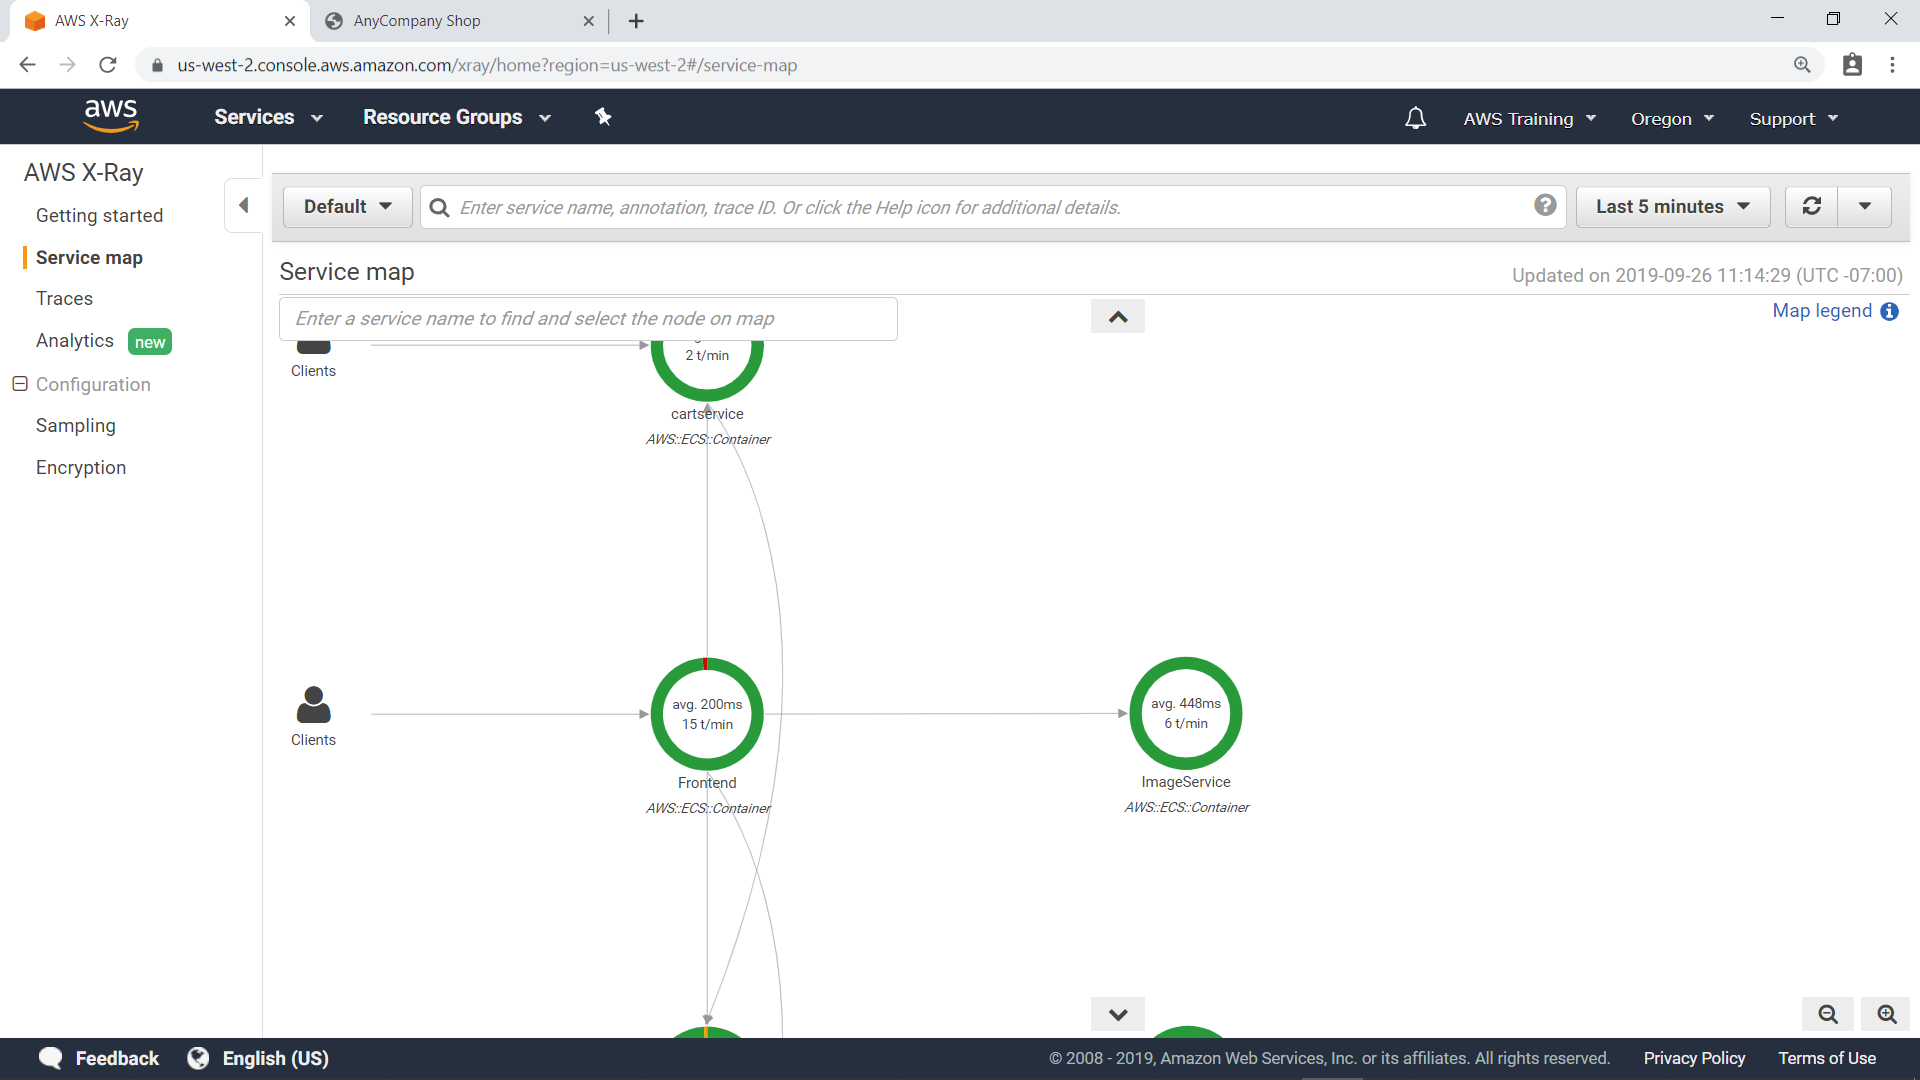 AWS X-Ray
AnyCompany Shop
us-west-2.console.aws.amazon.com/xray/home?region=us-west-2#/service-map
aws
Services
Resource Groups
AWS Training
Oregon
Support
AWS X-Ray
Getting started
Service map
Traces
Analytics new
Configuration
Sampling
Encryption
Default
Enter service name, annotation, trace ID. Or click the Help icon for additional details.
?
Last 5 minutes
Service map
Updated on 2019-09-26 11:14:29 (UTC -07:00)
Enter a service name to find and select the node on map
Map legend i
Clients
2 t/min
cartservice
AWS::ECS::Container
Clients
avg. 200ms
15 t/min
Frontend
AWS::ECS::Container
avg. 448ms
6 t/min
ImageService
AWS::ECS::Container
Feedback
English (US)
© 2008 - 2019, Amazon Web Services, Inc. or its affiliates. All rights reserved.
Privacy Policy
Terms of Use